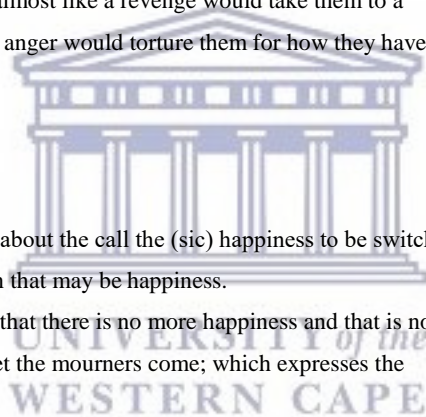 almost like a revenge would take them to a
anger would torture them for how they have
about the call the (sic) happiness to be switc
that may be happiness.
that there is no more happiness and that is no
et the mourners come; which expresses the
UNIVERSITY of the
WESTERN CAPE